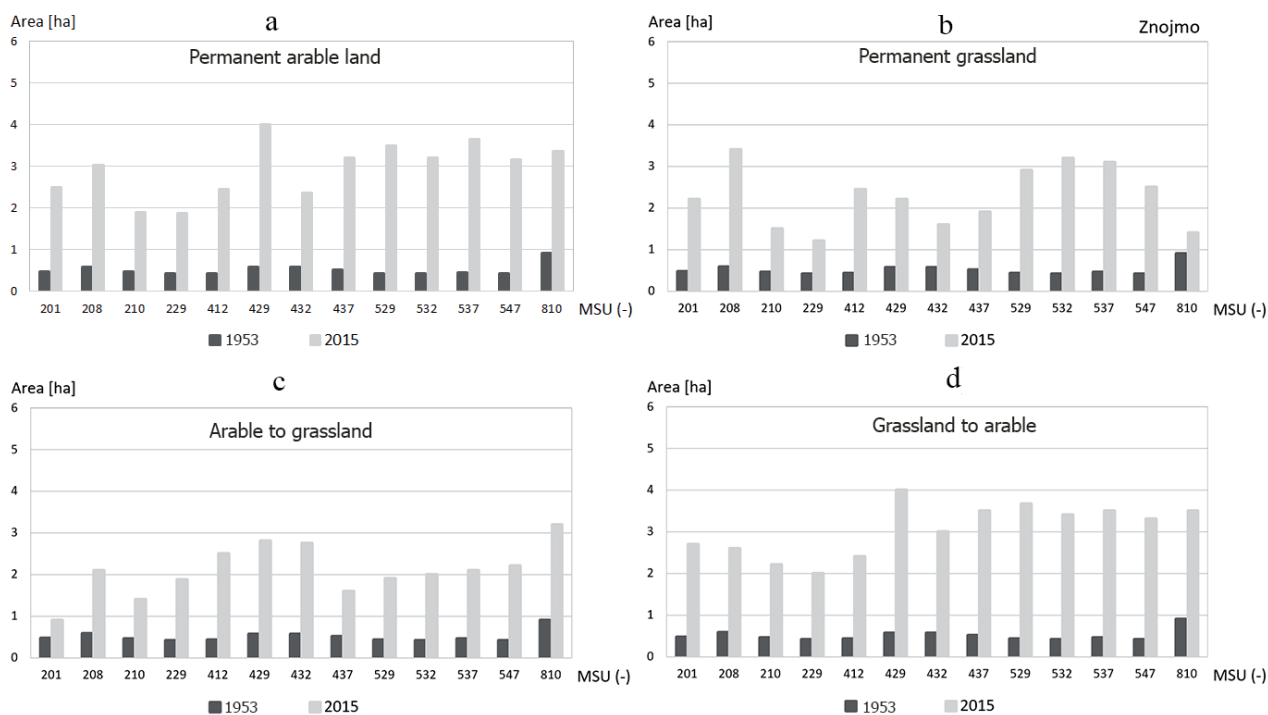 a
Area [ha]
Permanent arable land
6
5
4
3
2
1
0
201 208 210 229 412 429 432 437 529 532 537 547 810 MSU (-)
1953 2015
b
Area [ha] Znojmo
Permanent grassland
6
5
4
3
2
1
0
201 208 210 229 412 429 432 437 529 532 537 547 810 MSU (-)
1953 2015
c
Area [ha]
Arable to grassland
6
5
4
3
2
1
0
201 208 210 229 412 429 432 437 529 532 537 547 810 MSU (-)
1953 2015
d
Area [ha]
Grassland to arable
6
5
4
3
2
1
0
201 208 210 229 412 429 432 437 529 532 537 547 810 MSU (-)
1953 2015